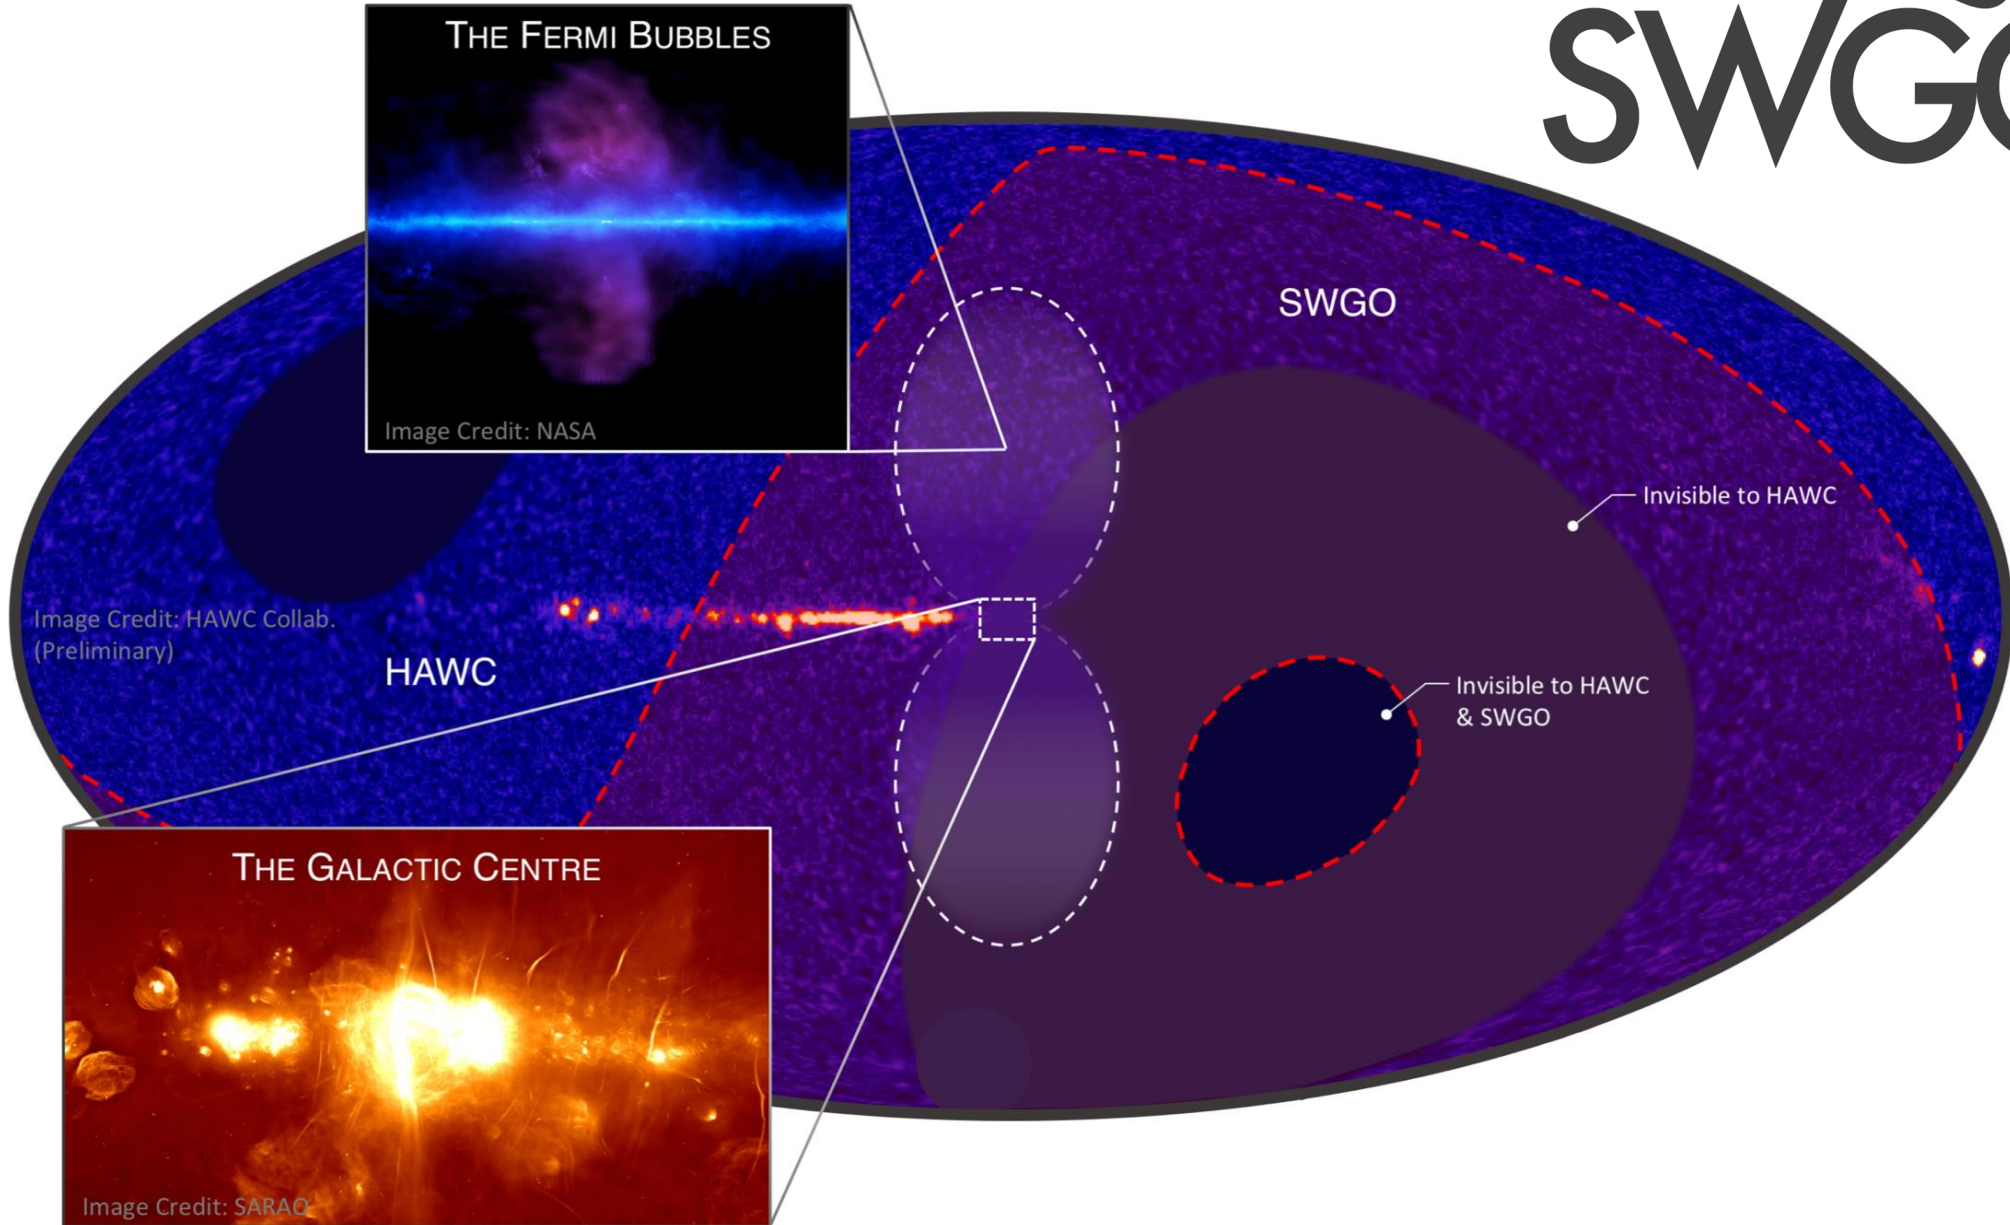 THE FERMI BUBBLES
Image Credit: NASA
SWGO
SWGO
Invisible to HAWC
Image Credit: HAWC Collab.
(Preliminary)
HAWC
Invisible to HAWC
& SWGO
THE GALACTIC CENTRE
Image Credit: SARAO